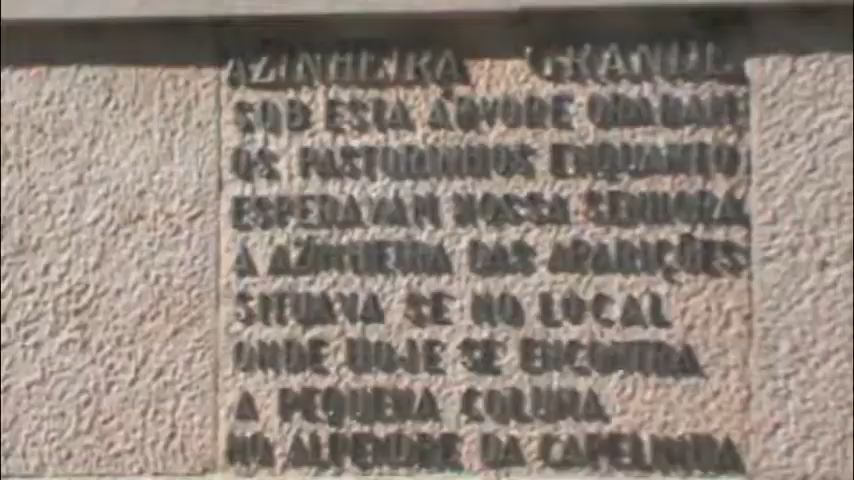 AZINHEIRA GRANDE
SOB ESTA ÁRVORE ORAVAM
OS PASTORINHOS ENQUANTO
ESPERAVAM NOSSA SENHORA
A AZINHEIRA DAS APARIÇÕES
SITUAVA SE NO LOCAL
ONDE HOJE SE ENCONTRA
A PEQUENA COLUNA
NO ALPENDRE DA CAPELINHA